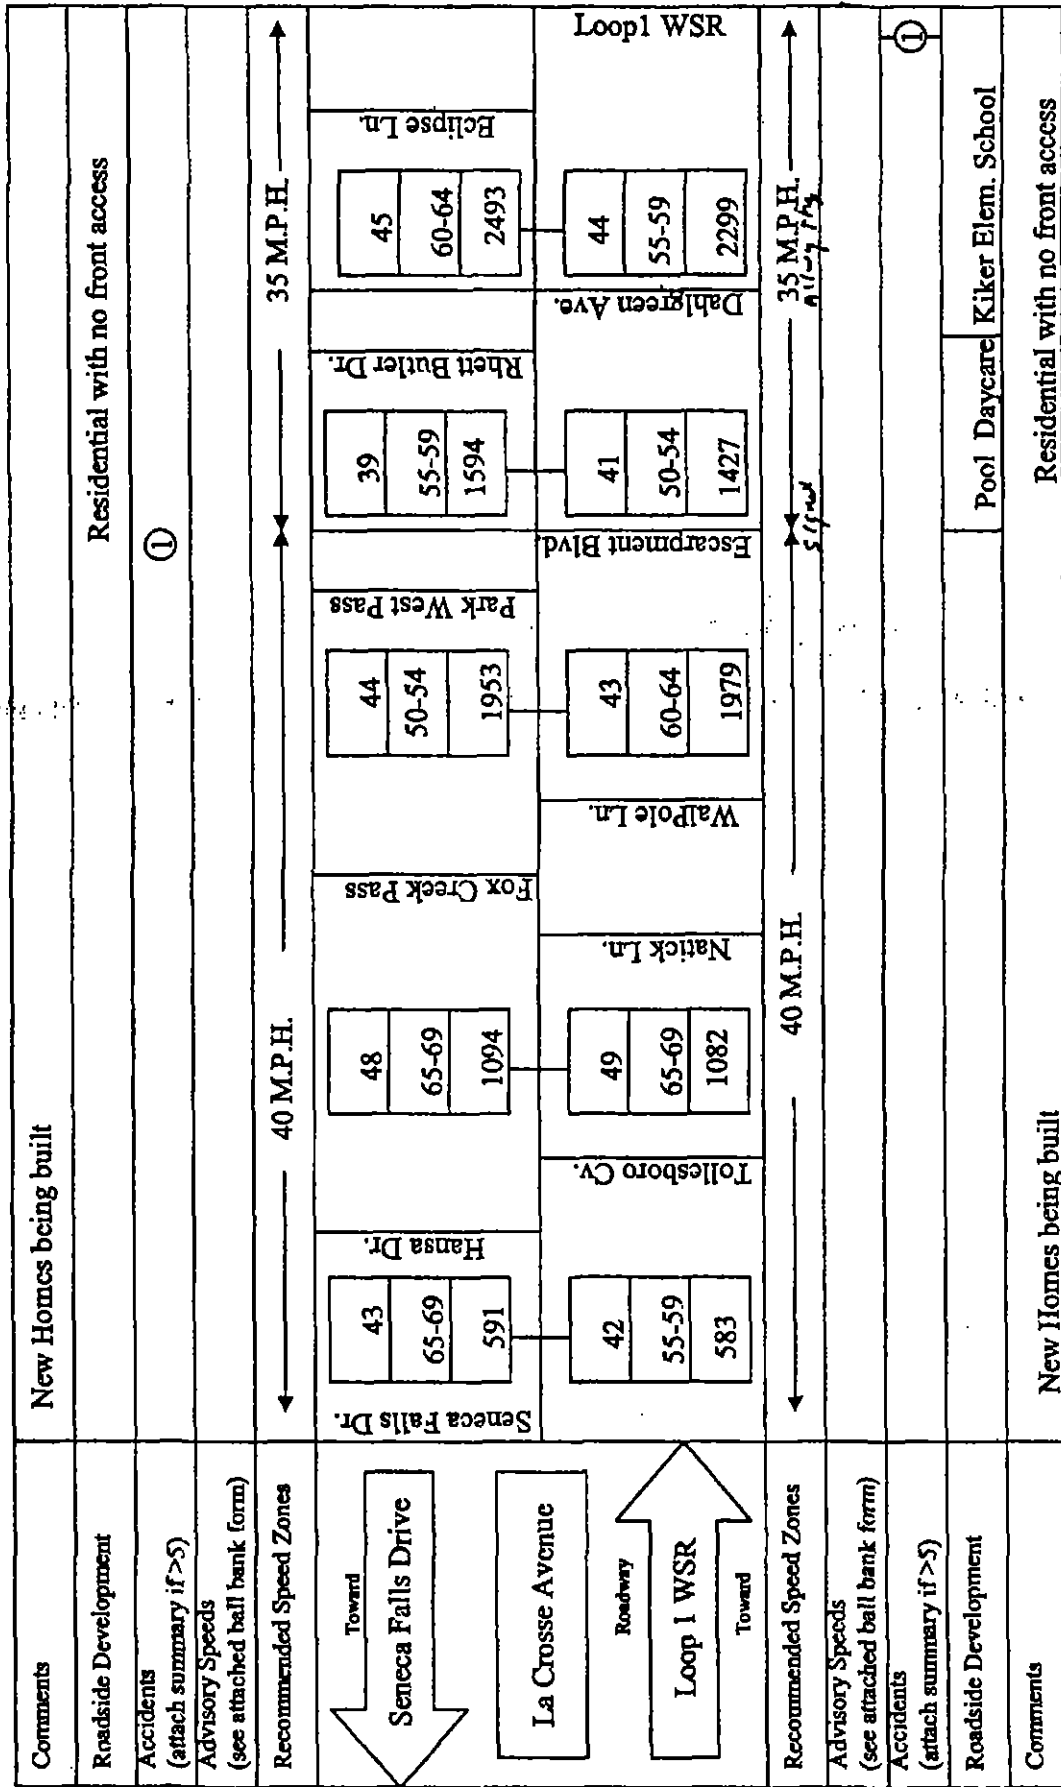 Comments
New Homes being built
Roadside Development
Residential with no front access
Accidents
(attach summary if >5)
1
Advisory Speeds
(see attached ball bank form)
Recommended Speed Zones
40 M.P.H.
35 M.P.H.
Toward
Seneca Falls Drive
Seneca Falls Dr.
43
65-69
591
Hansa Dr.
48
65-69
1094
Fox Creek Pass
44
50-54
1953
Park West Pass
39
55-59
1594
Rhett Butler Dr.
45
60-64
2493
Eclipse Ln.
La Crosse Avenue
Roadway
Loop 1 WSR
Toward
42
55-59
583
Tollesboro Cv.
49
65-69
1082
Natick Ln.
WalPole Ln.
43
60-64
1979
Escarpment Blvd.
41
50-54
1427
Dahlgreen Ave.
44
55-59
2299
Loop1 WSR
Recommended Speed Zones
40 M.P.H.
signal
35 M.P.H.
Advisory Speeds
(see attached ball bank form)
Accidents
(attach summary if >5)
1
Roadside Development
Pool Daycare Kiker Elem. School
Comments
New Homes being built
Residential with no front access